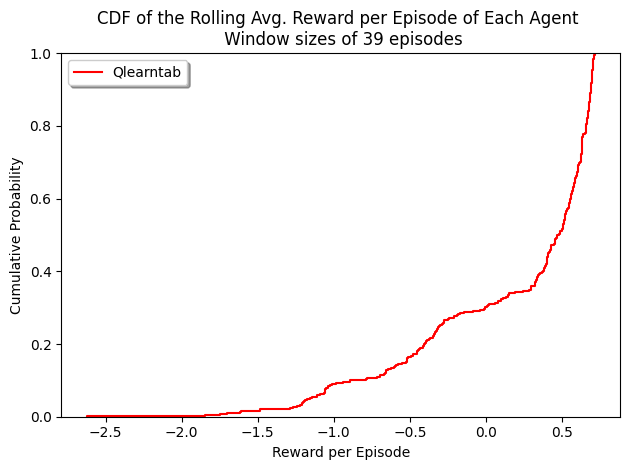 CDF of the Rolling Avg. Reward per Episode of Each Agent
Window sizes of 39 episodes
Qlearntab
Cumulative Probability
1.0
0.8
0.6
0.4
0.2
0.0
−2.5 −2.0 −1.5 −1.0 −0.5 0.0 0.5
Reward per Episode